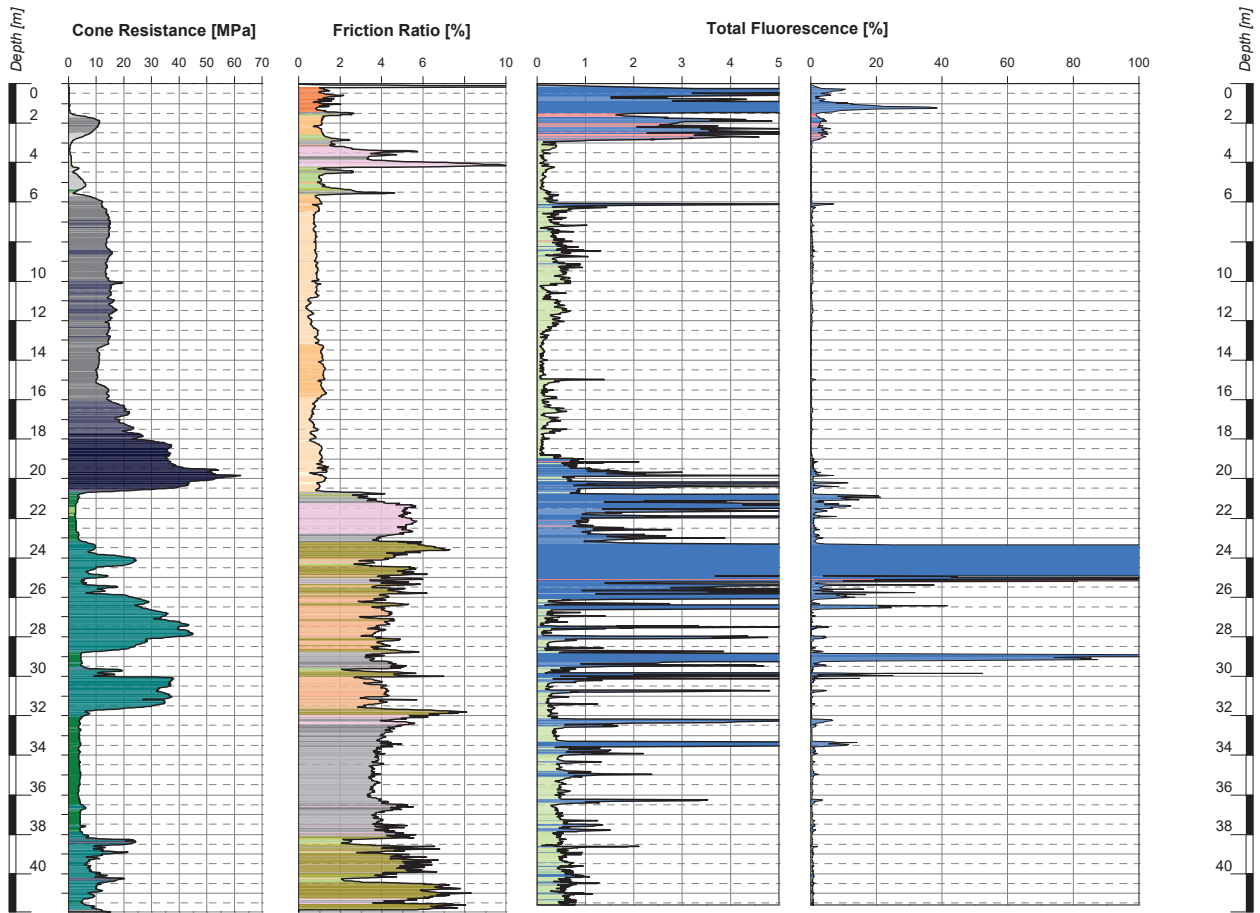 Depth [m]
Cone Resistance [MPa]
Friction Ratio [%]
Total Fluorescence [%]
Depth [m]
0 10 20 30 40 50 60 70
0 2 4 6 8 10
0 1 2 3 4 5
0 20 40 60 80 100
0 0
2 2
4 4
6 6
10 10
12 12
14 14
16 16
18 18
20 20
22 22
24 24
26 26
28 28
30 30
32 32
34 34
36 36
38 38
40 40